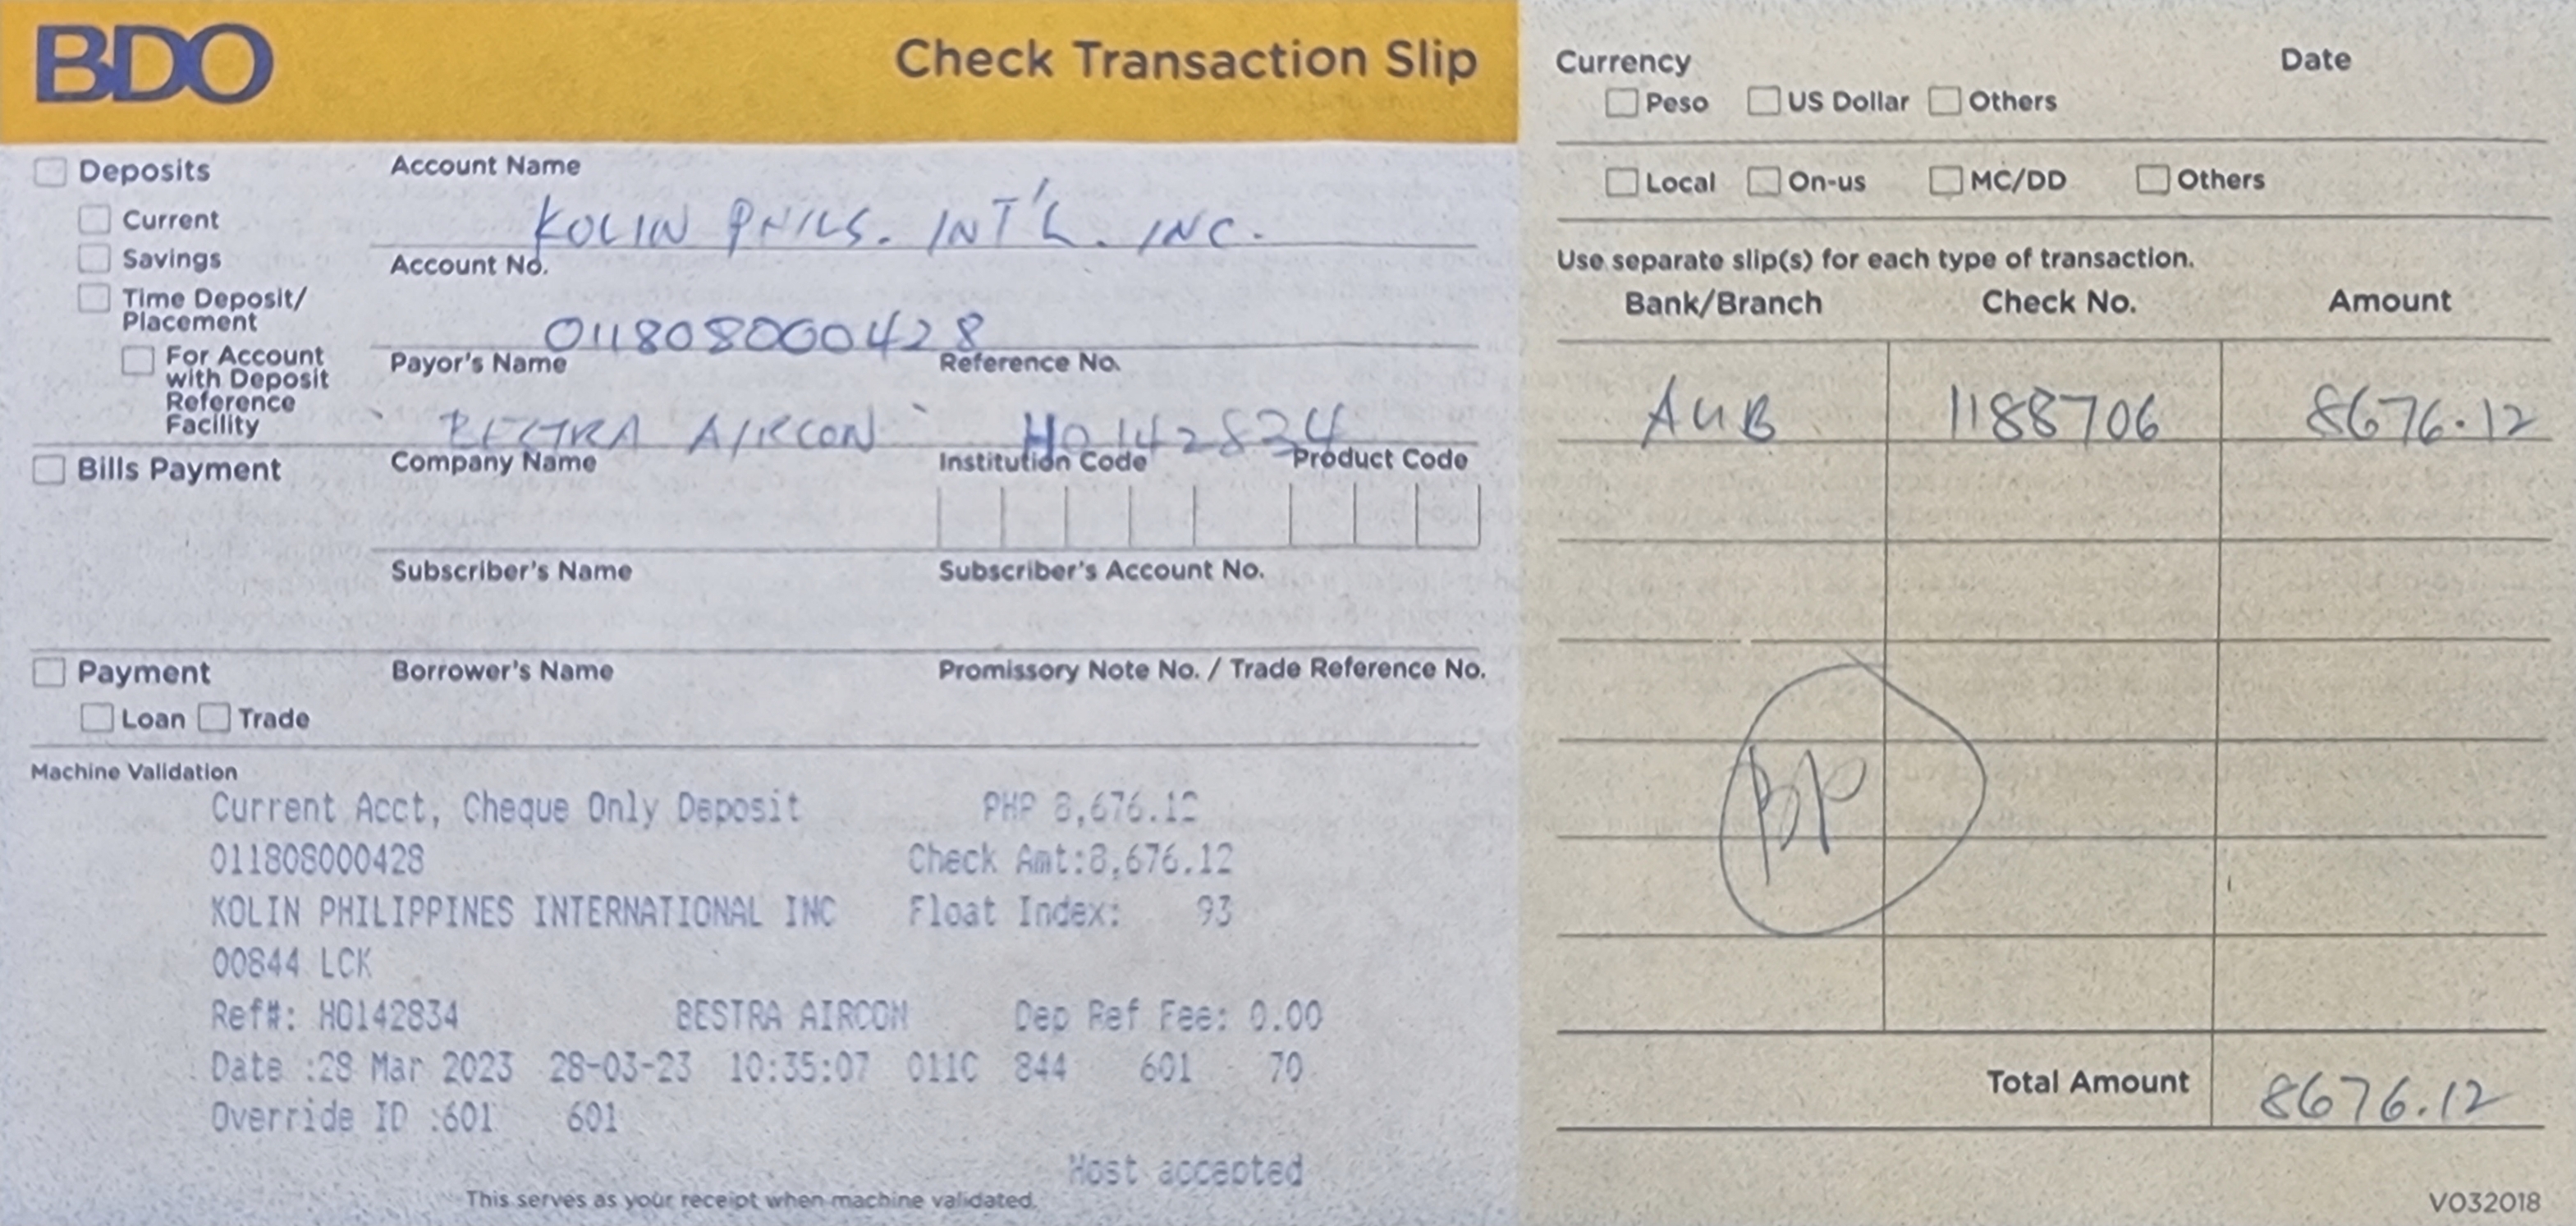 BDO
Check Transaction Slip
Deposits
Current
Savings
Time Deposit/
Placement
For Account
with Deposit
Reference
Facility
Account Name
KOLIN PHILS. INT'L. INC.
Account No.
011808000428
Payor's Name Reference No.
BESTRA AIRCON HO142834
Bills Payment
Company Name Institution Code Product Code
Subscriber's Name Subscriber's Account No.
Payment
Loan Trade
Borrower's Name Promissory Note No. / Trade Reference No.
Machine Validation
Current Acct, Cheque Only Deposit PHP 8,676.12
011808000428 Check Amt:8,676.12
KOLIN PHILIPPINES INTERNATIONAL INC Float Index: 93
00844 LCK
Ref#: HO142834 BESTRA AIRCON Dep Ref Fee: 0.00
Date :28 Mar 2023 28-03-23 10:35:07 011C 844 601 70
Override ID :601 601
Host accepted
This serves as your receipt when machine validated.
Currency Date
Peso US Dollar Others
Local On-us MC/DD Others
Use separate slip(s) for each type of transaction.
Bank/Branch Check No. Amount
AUB 1188706 8676.12
BP
Total Amount 8676.12
V032018